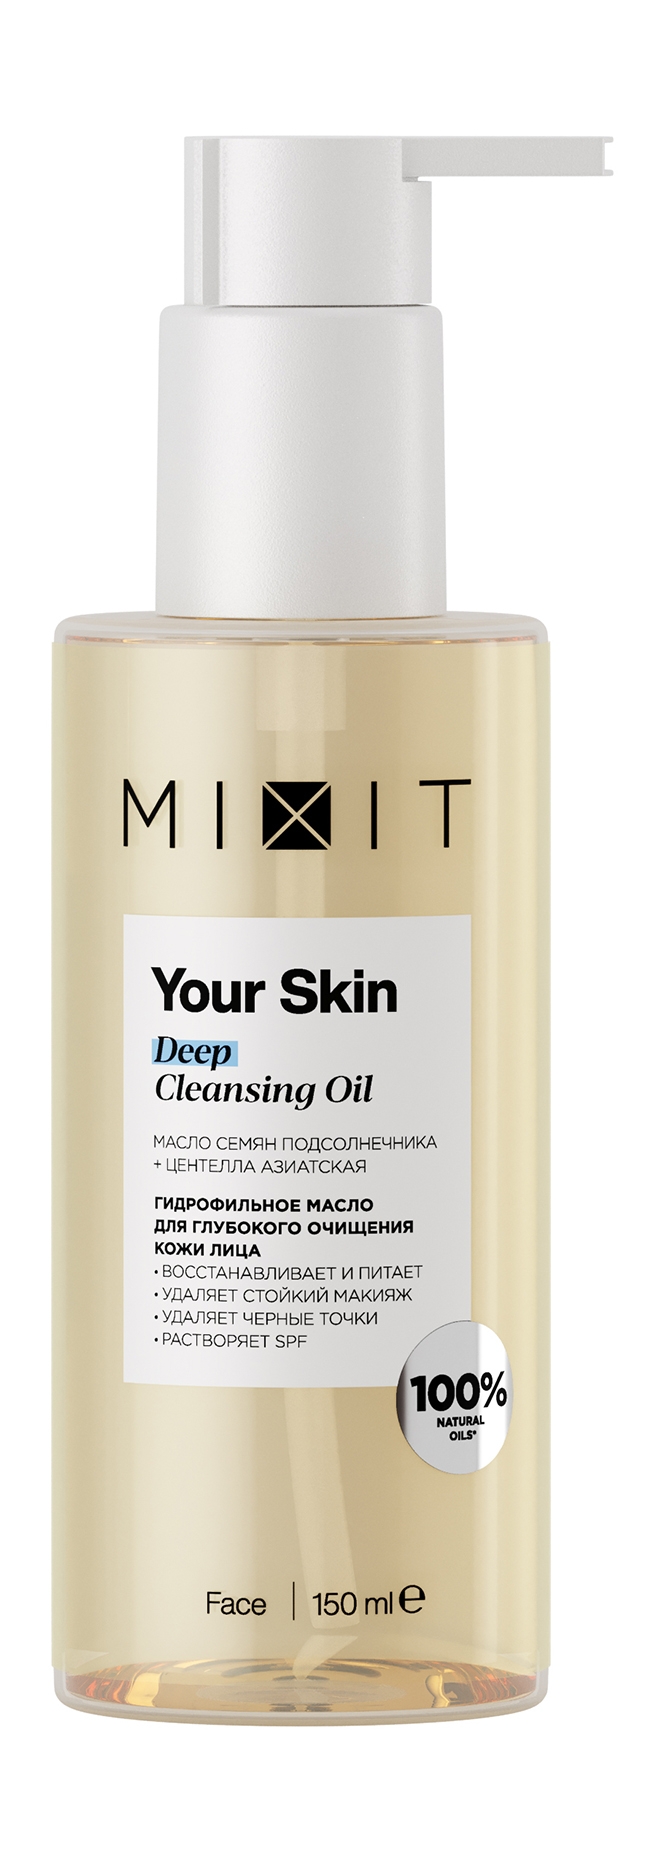 MIXIT
Your Skin
Deep
Cleansing Oil
МАСЛО СЕМЯН ПОДСОЛНЕЧНИКА
+ ЦЕНТЕЛЛА АЗИАТСКАЯ
ГИДРОФИЛЬНОЕ МАСЛО
ДЛЯ ГЛУБОКОГО ОЧИЩЕНИЯ
КОЖИ ЛИЦА
• ВОССТАНАВЛИВАЕТ И ПИТАЕТ
• УДАЛЯЕТ СТОЙКИЙ МАКИЯЖ
• УДАЛЯЕТ ЧЕРНЫЕ ТОЧКИ
• РАСТВОРЯЕТ SPF
100%
NATURAL
OILS*
Face | 150 ml ℮